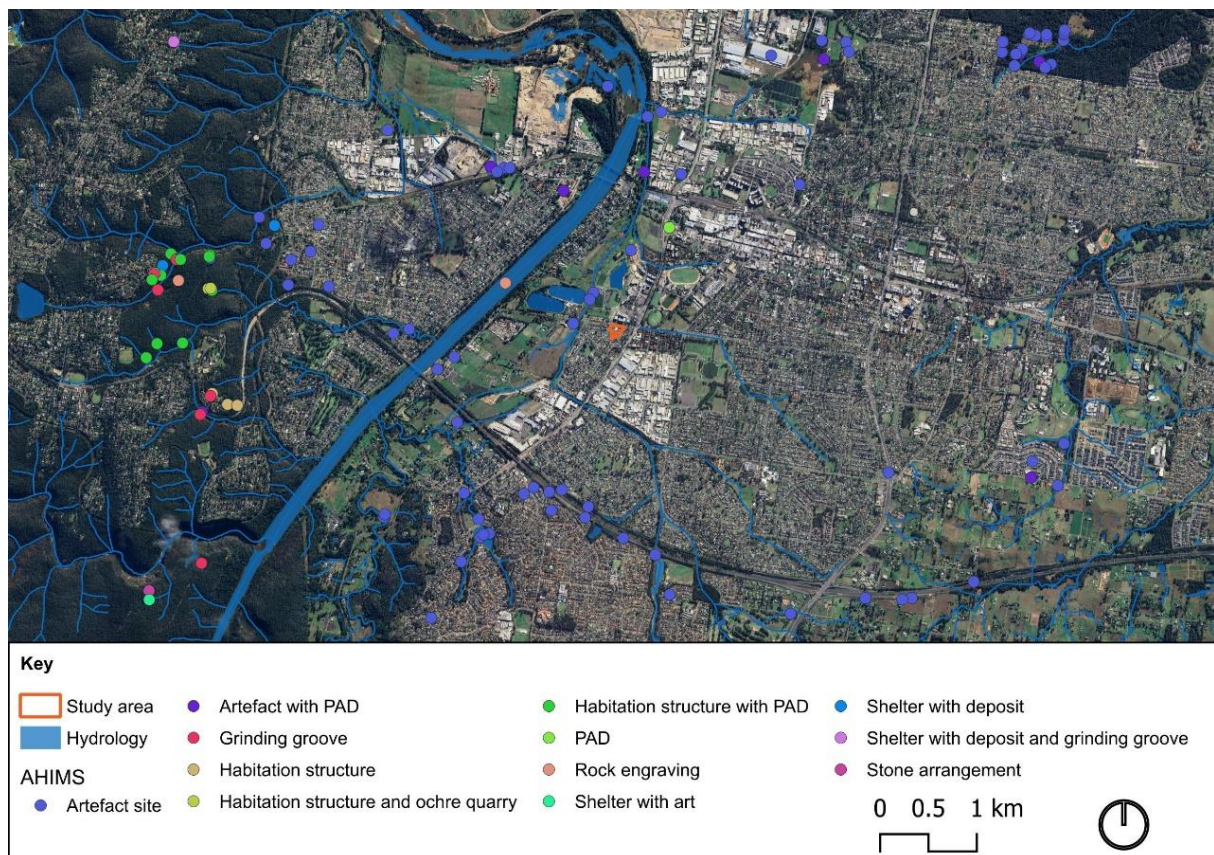 Key
Study area
Hydrology
AHIMS
Artefact site
Artefact with PAD
Grinding groove
Habitation structure
Habitation structure and ochre quarry
Habitation structure with PAD
PAD
Rock engraving
Shelter with art
Shelter with deposit
Shelter with deposit and grinding groove
Stone arrangement
0 0.5 1 km